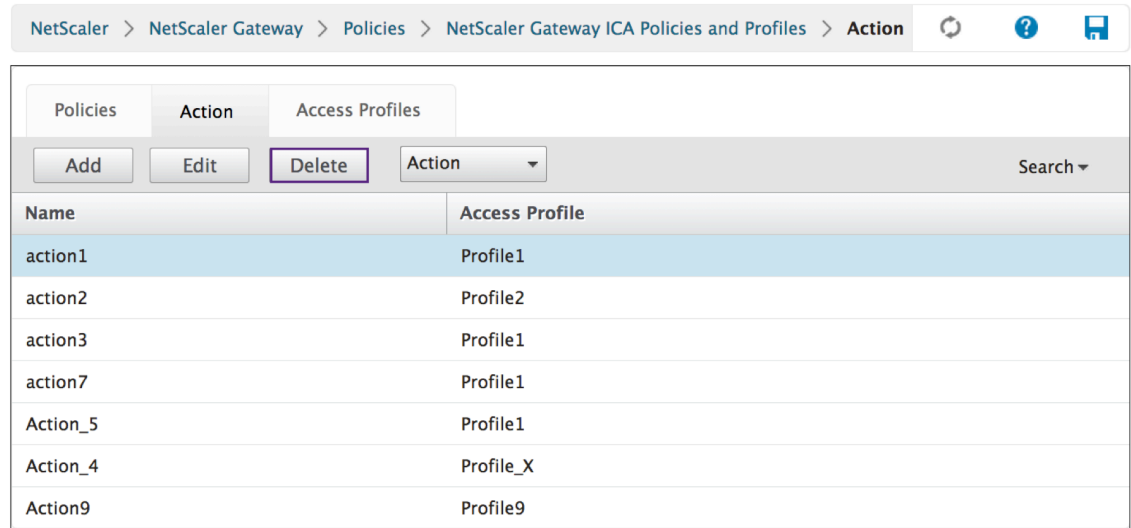 NetScaler > NetScaler Gateway > Policies > NetScaler Gateway ICA Policies and Profiles > Action ?
Policies Action Access Profiles
Add Edit Delete Action Search
Name Access Profile
action1 Profile1
action2 Profile2
action3 Profile1
action7 Profile1
Action_5 Profile1
Action_4 Profile_X
Action9 Profile9